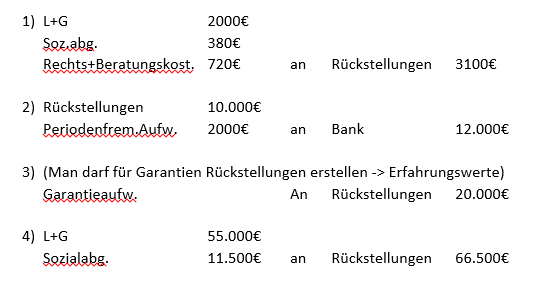 1) L+G 2000€
Soz.abg. 380€
Rechts+Beratungskost. 720€ an Rückstellungen 3100€
2) Rückstellungen 10.000€
Periodenfrem.Aufw. 2000€ an Bank 12.000€
3) (Man darf für Garantien Rückstellungen erstellen -> Erfahrungswerte)
Garantieaufw. An Rückstellungen 20.000€
4) L+G 55.000€
Sozialabg. 11.500€ an Rückstellungen 66.500€